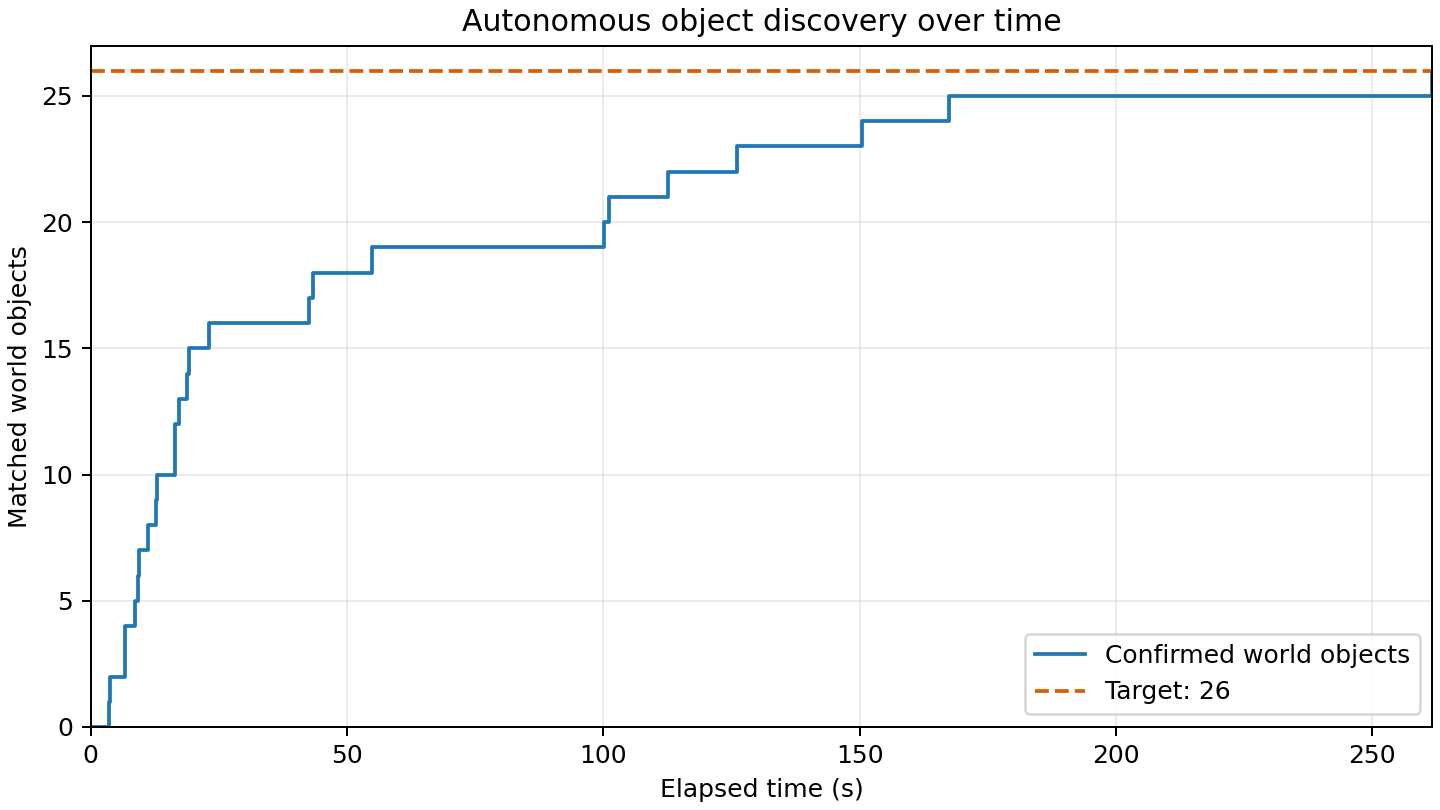 Autonomous object discovery over time
Matched world objects
25
20
15
10
5
0
0 50 100 150 200 250
Elapsed time (s)
Confirmed world objects
Target: 26